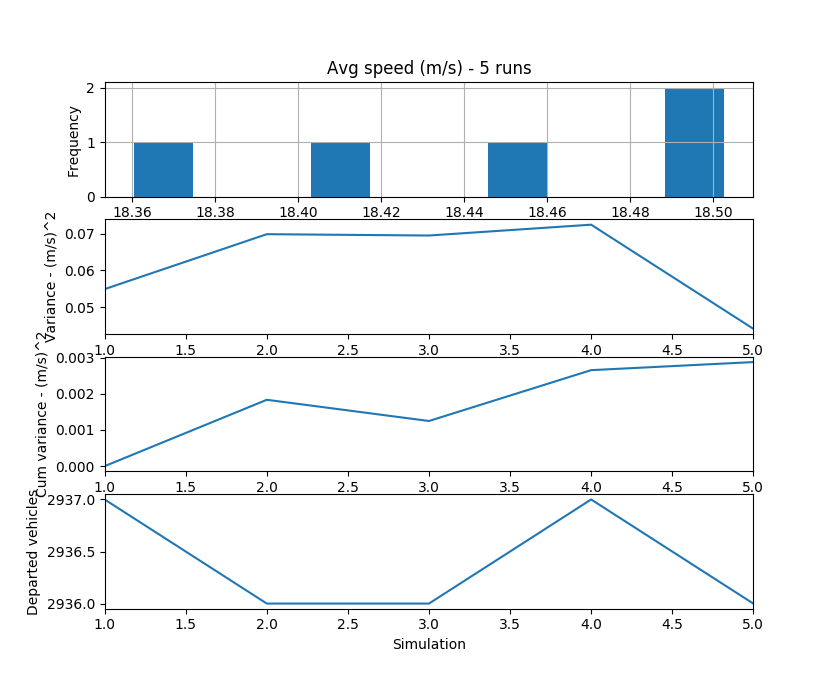 Avg speed (m/s) - 5 runs
Frequency
2
1
0
18.36 18.38 18.40 18.42 18.44 18.46 18.48 18.50
Variance - (m/s)^2
0.07
0.06
0.05
1.0 1.5 2.0 2.5 3.0 3.5 4.0 4.5 5.0
Cum variance - (m/s)^2
0.003
0.002
0.001
0.000
1.0 1.5 2.0 2.5 3.0 3.5 4.0 4.5 5.0
Departed vehicles
2937.0
2936.5
2936.0
1.0 1.5 2.0 2.5 3.0 3.5 4.0 4.5 5.0
Simulation